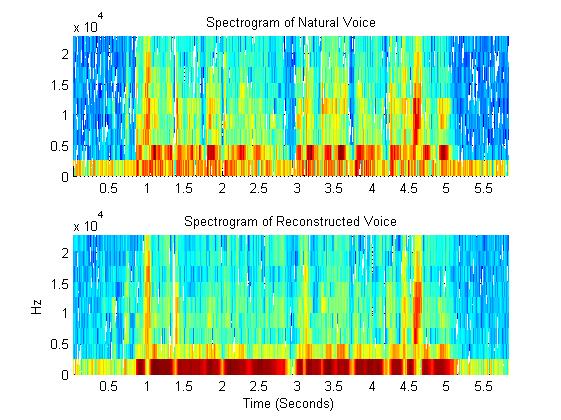 Spectrogram of Natural Voice
x 10^4
2
1.5
1
0.5
0
0.5 1 1.5 2 2.5 3 3.5 4 4.5 5 5.5
Spectrogram of Reconstructed Voice
x 10^4
2
1.5
1
0.5
0
Hz
0.5 1 1.5 2 2.5 3 3.5 4 4.5 5 5.5
Time (Seconds)